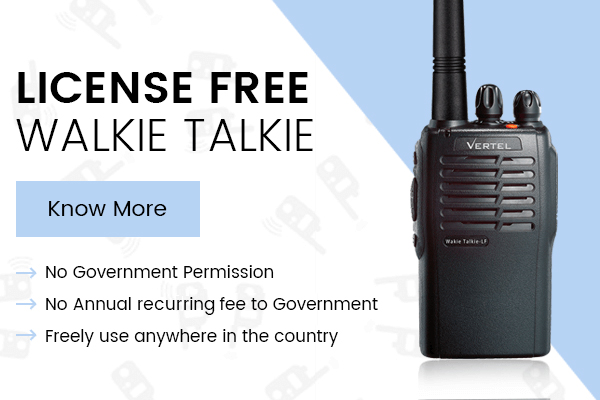 LICENSE FREE
WALKIE TALKIE
Know More
No Government Permission
No Annual recurring fee to Government
Freely use anywhere in the country
VERTEL
Wakie Talkie-LF